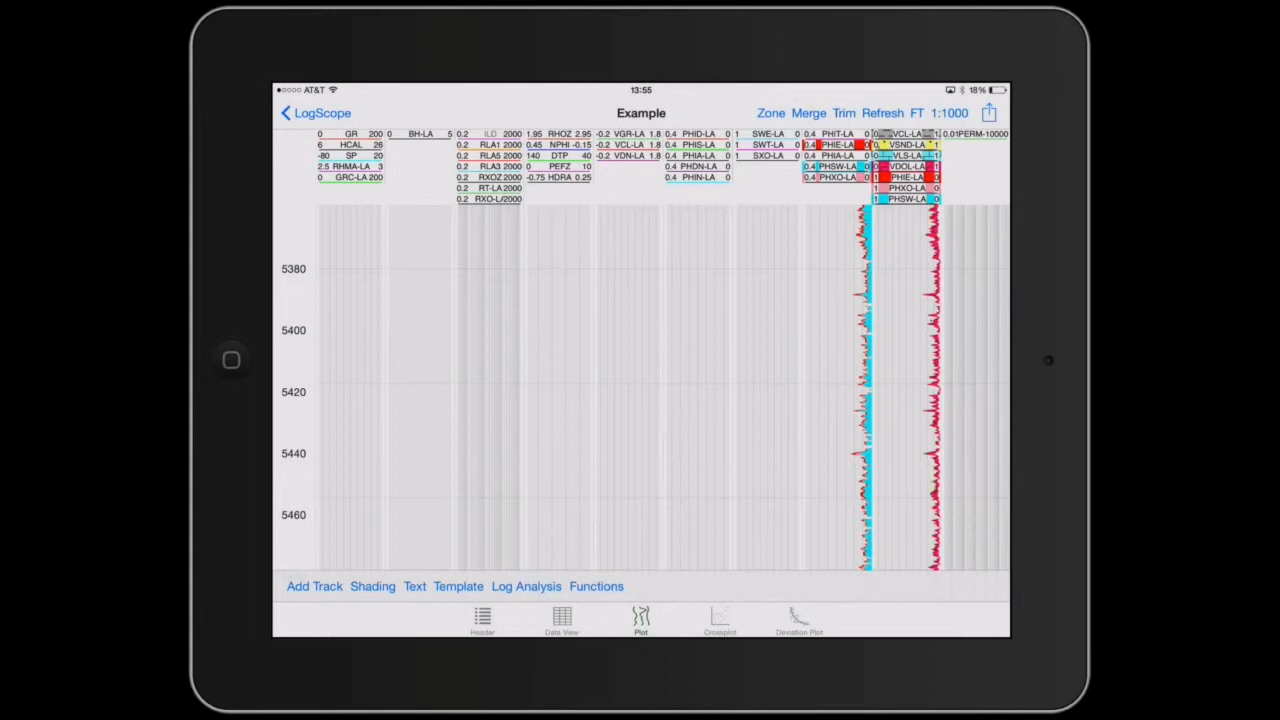 AT&T 13:55 18%
LogScope Example Zone Merge Trim Refresh FT 1:1000
0 GR 200 0 BH-LA 5 0.2 ILD 2000 1.95 RHOZ 2.95 -0.2 VGR-LA 1.8 0.4 PHID-LA 0 1 SWE-LA 0 0.4 PHIT-LA 0 0 VCL-LA 1 0.01 PERM-10000
6 HCAL 26 0.2 RLA1 2000 0.45 NPHI -0.15 -0.2 VCL-LA 1.8 0.4 PHIS-LA 0 1 SWT-LA 0 0.4 PHIE-LA 0 0 VSND-LA 1
-80 SP 20 0.2 RLA5 2000 140 DTP 40 -0.2 VDN-LA 1.8 0.4 PHIA-LA 0 1 SXO-LA 0 0.4 PHIA-LA 0 VLS-LA 1
2.5 RHMA-LA 3 0.2 RLA3 2000 0 PEFZ 10 0.4 PHDN-LA 0 0.4 PHSW-LA 0 VDOL-LA
0 GRC-LA 200 0.2 RXOZ 2000 -0.75 HDRA 0.25 0.4 PHIN-LA 0 0.4 PHXO-LA 0 1 PHIE-LA 0
0.2 RT-LA 2000 1 PHXO-LA 0
0.2 RXO-L/2000 1 PHSW-LA 0
5380
5400
5420
5440
5460
Add Track Shading Text Template Log Analysis Functions
Header Data View Plot Crossplot Deviation Plot